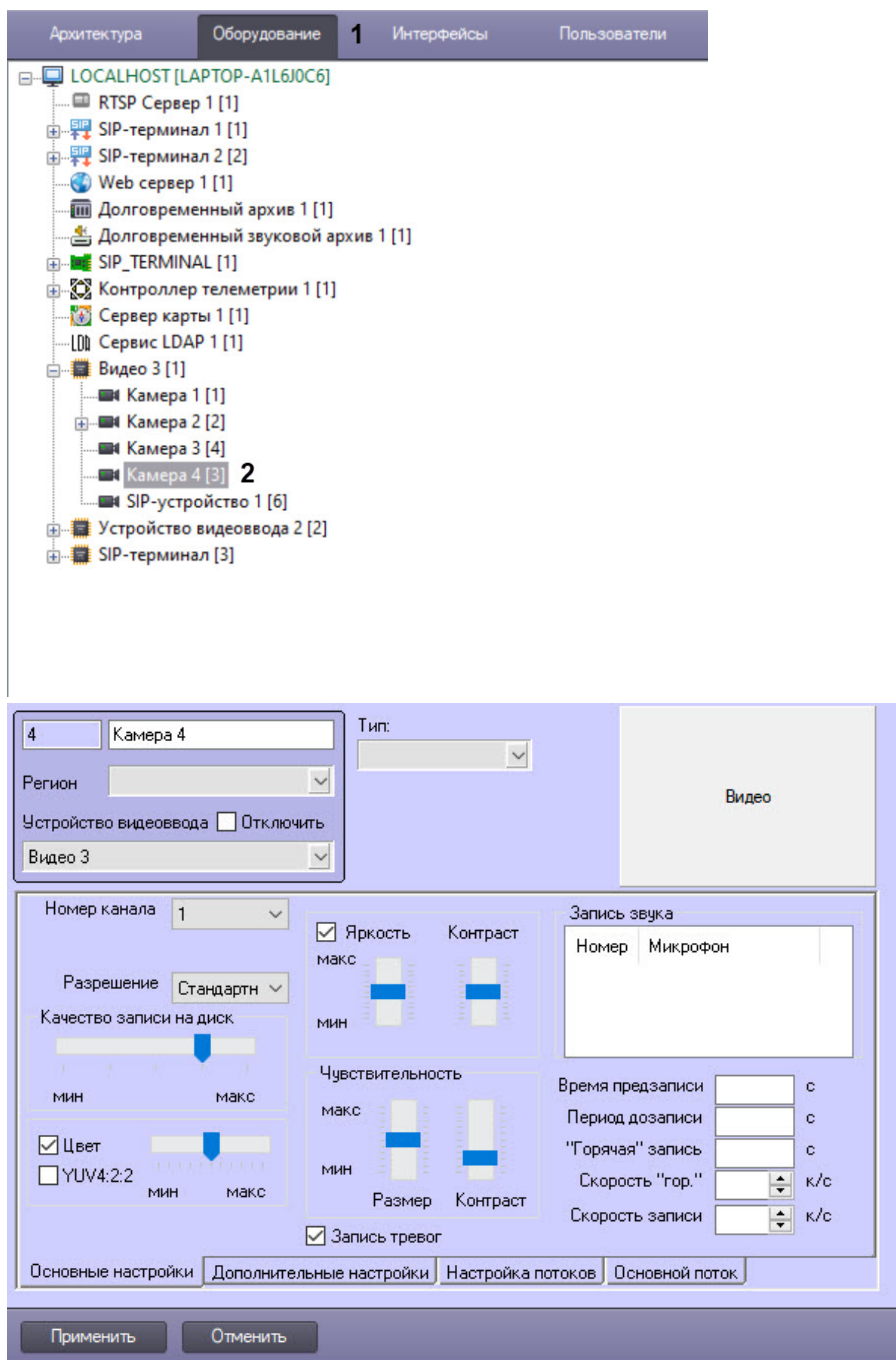 Архитектура Оборудование 1 Интерфейсы Пользователи
LOCALHOST [LAPTOP-A1L6J0C6]
RTSP Сервер 1 [1]
SIP-терминал 1 [1]
SIP-терминал 2 [2]
Web сервер 1 [1]
Долговременный архив 1 [1]
Долговременный звуковой архив 1 [1]
SIP_TERMINAL [1]
Контроллер телеметрии 1 [1]
Сервер карты 1 [1]
Сервис LDAP 1 [1]
Видео 3 [1]
Камера 1 [1]
Камера 2 [2]
Камера 3 [4]
Камера 4 [3] 2
SIP-устройство 1 [6]
Устройство видеоввода 2 [2]
SIP-терминал [3]
4 Камера 4
Регион
Устройство видеоввода Отключить
Видео 3
Тип:
Видео
Номер канала 1
Разрешение Стандартн
Качество записи на диск
мин макс
Цвет
YUV4:2:2
мин макс
Яркость Контраст
макс
мин
Чувствительность
макс
мин
Размер Контраст
Запись тревог
Запись звука
Номер Микрофон
Время предзаписи с
Период дозаписи с
"Горячая" запись с
Скорость "гор." к/с
Скорость записи к/с
Основные настройки Дополнительные настройки Настройка потоков Основной поток
Применить Отменить